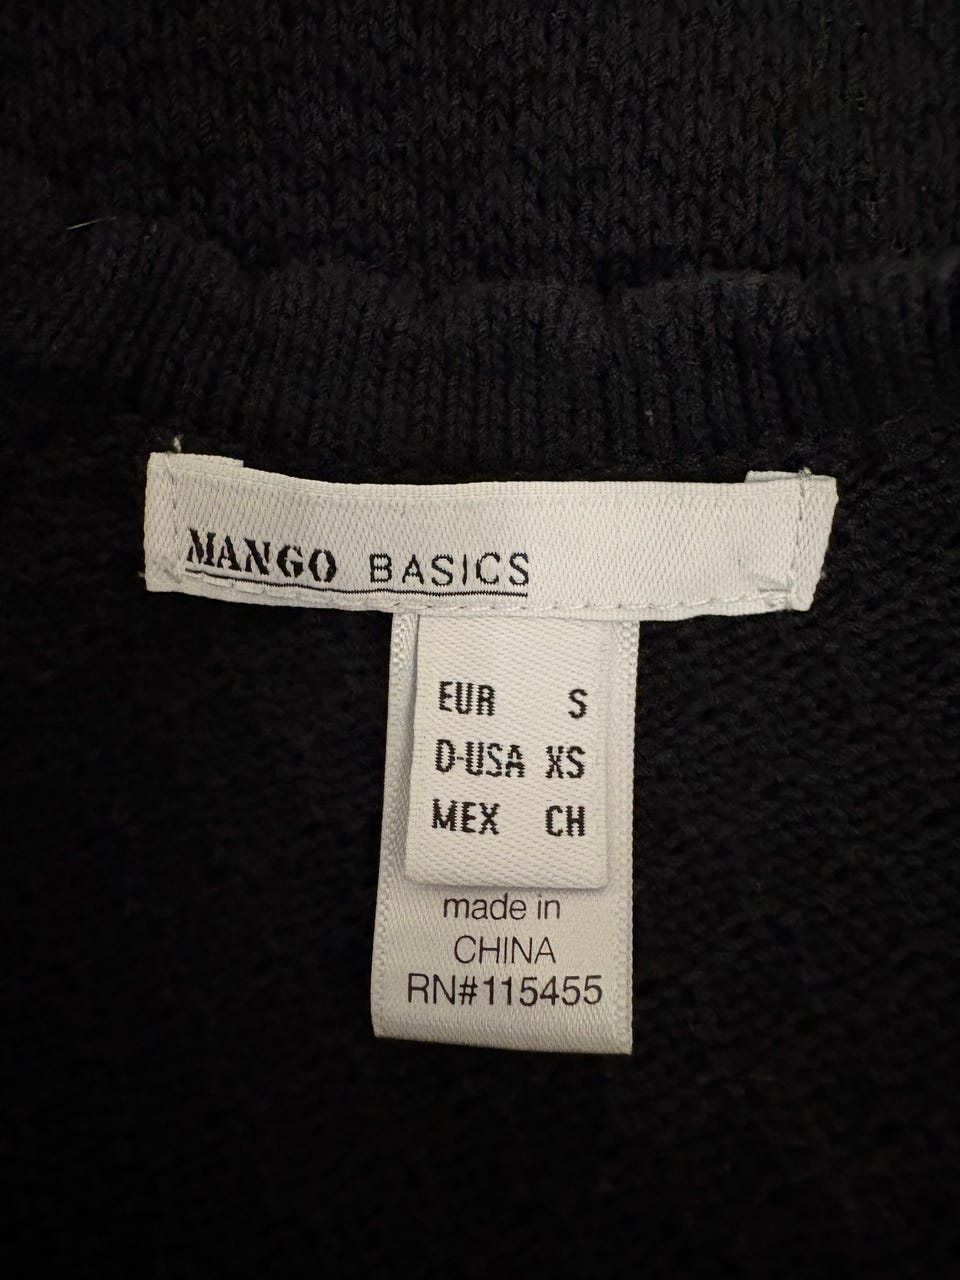 MANGO BASICS
EUR S
D-USA XS
MEX CH
made in
CHINA
RN#115455